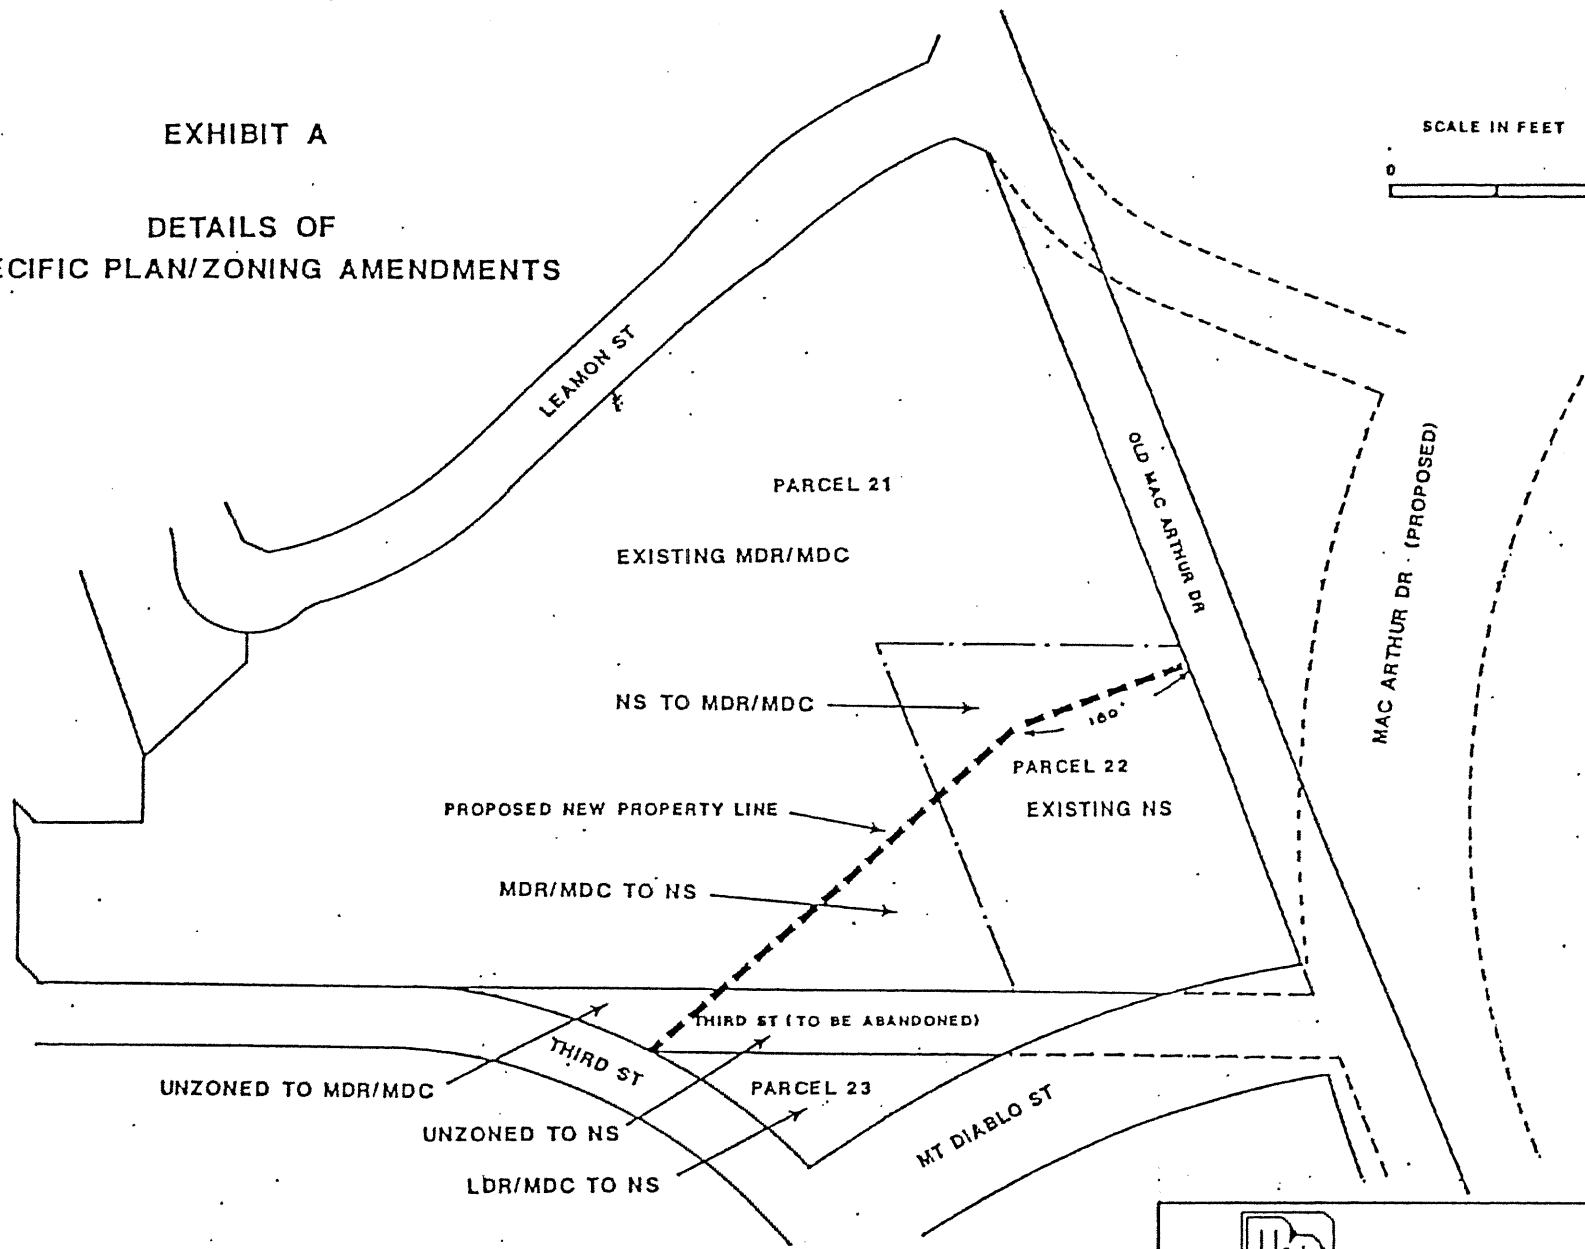 EXHIBIT A
SCALE IN FEET
0
DETAILS OF
ECIFIC PLAN/ZONING AMENDMENTS
LEAMON ST
OLD MAC ARTHUR DR
MAC ARTHUR DR (PROPOSED)
PARCEL 21
EXISTING MDR/MDC
NS TO MDR/MDC
160'
PARCEL 22
EXISTING NS
PROPOSED NEW PROPERTY LINE
MDR/MDC TO NS
THIRD ST (TO BE ABANDONED)
THIRD ST
UNZONED TO MDR/MDC
PARCEL 23
UNZONED TO NS
MT DIABLO ST
LDR/MDC TO NS